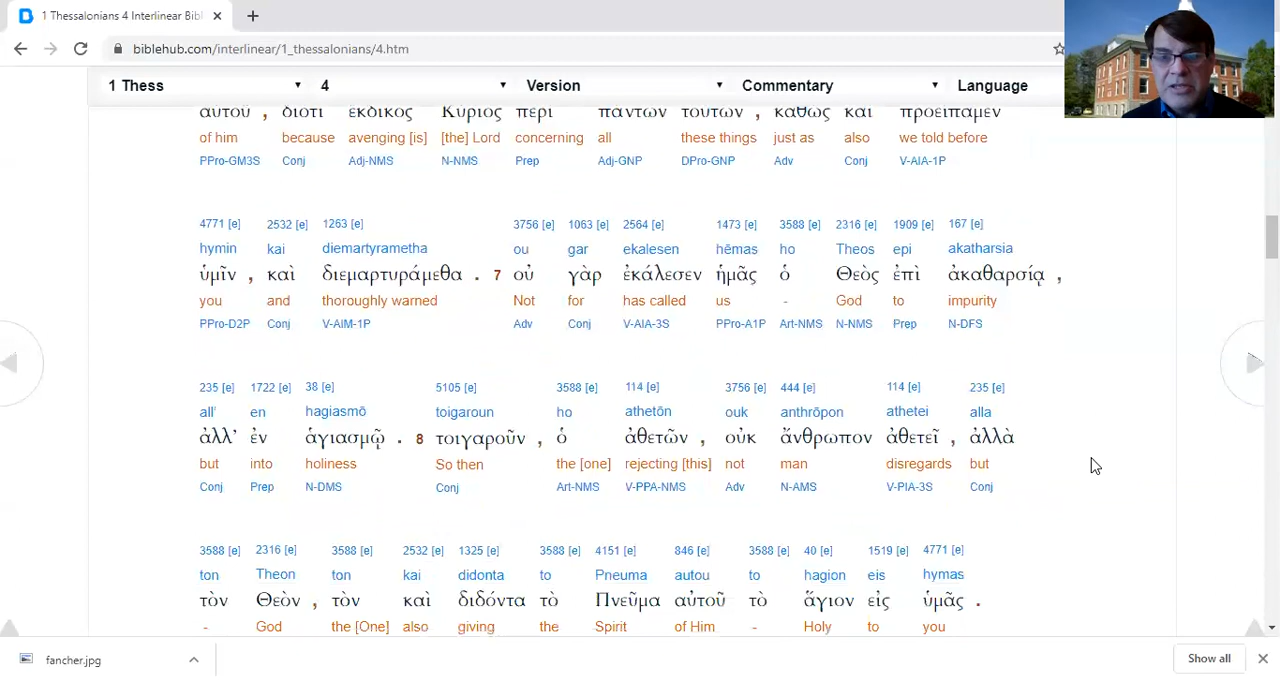 1 Thessalonians 4 Interlinear Bib
biblehub.com/interlinear/1_thessalonians/4.htm
1 Thess 4 Version Commentary Language
αὐτοῦ , διότι ἔκδικος Κύριος περὶ πάντων τούτων , καθὼς καὶ προείπαμεν
of him because avenging [is] [the] Lord concerning all these things just as also we told before
PPro-GM3S Conj Adj-NMS N-NMS Prep Adj-GNP DPro-GNP Adv Conj V-AIA-1P
4771 [e] 2532 [e] 1263 [e] 3756 [e] 1063 [e] 2564 [e] 1473 [e] 3588 [e] 2316 [e] 1909 [e] 167 [e]
hymin kai diemartyrametha ou gar ekalesen hēmas ho Theos epi akatharsia
ὑμῖν , καὶ διεμαρτυράμεθα . 7 οὐ γὰρ ἐκάλεσεν ἡμᾶς ὁ Θεὸς ἐπὶ ἀκαθαρσίᾳ ,
you and thoroughly warned Not for has called us - God to impurity
PPro-D2P Conj V-AIM-1P Adv Conj V-AIA-3S PPro-A1P Art-NMS N-NMS Prep N-DFS
235 [e] 1722 [e] 38 [e] 5105 [e] 3588 [e] 114 [e] 3756 [e] 444 [e] 114 [e] 235 [e]
all’ en hagiasmō toigaroun ho athetōn ouk anthrōpon athetei alla
ἀλλ’ ἐν ἁγιασμῷ . 8 τοιγαροῦν , ὁ ἀθετῶν , οὐκ ἄνθρωπον ἀθετεῖ , ἀλλὰ
but into holiness So then the [one] rejecting [this] not man disregards but
Conj Prep N-DMS Conj Art-NMS V-PPA-NMS Adv N-AMS V-PIA-3S Conj
3588 [e] 2316 [e] 3588 [e] 2532 [e] 1325 [e] 3588 [e] 4151 [e] 846 [e] 3588 [e] 40 [e] 1519 [e] 4771 [e]
ton Theon ton kai didonta to Pneuma autou to hagion eis hymas
τὸν Θεὸν , τὸν καὶ διδόντα τὸ Πνεῦμα αὐτοῦ τὸ ἅγιον εἰς ὑμᾶς .
- God the [One] also giving the Spirit of Him - Holy to you
fancher.jpg Show all